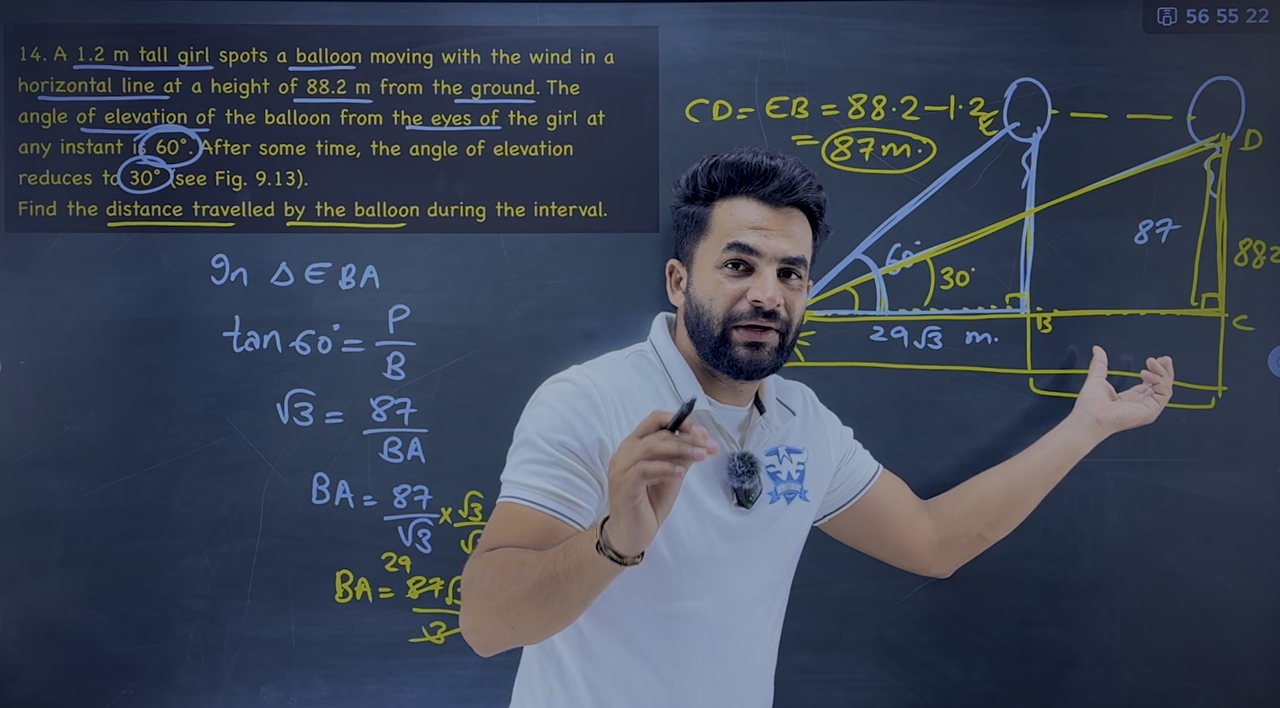 56 55 22
14. A 1.2 m tall girl spots a balloon moving with the wind in a
horizontal line at a height of 88.2 m from the ground. The
angle of elevation of the balloon from the eyes of the girl at
any instant is 60°. After some time, the angle of elevation
reduces to 30° (see Fig. 9.13).
Find the distance travelled by the balloon during the interval.
CD = EB = 88.2 - 1.2
= 87 m.
E
D
87
88.2
60°
30°
B
C
29√3 m.
In △EBA
tan 60° = P/B
√3 = 87/BA
BA = 87/√3 × √3/√
BA = 87√/3
29